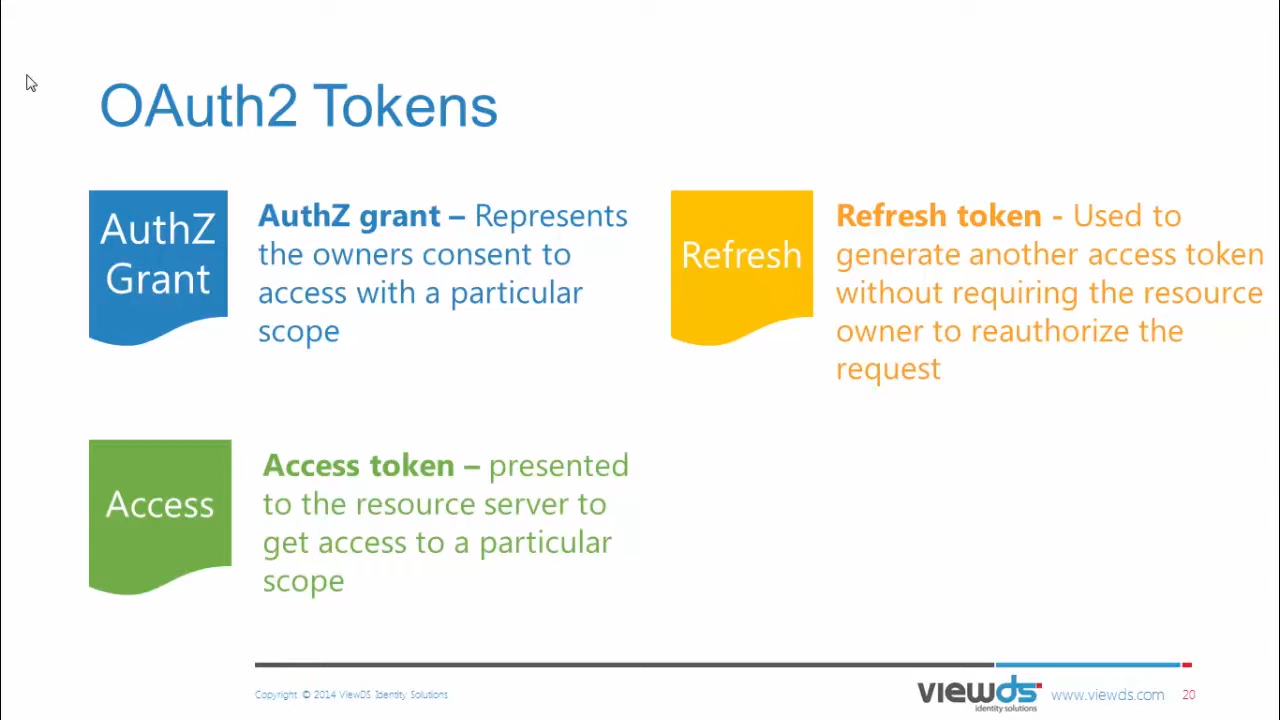 OAuth2 Tokens
AuthZ
Grant
AuthZ grant – Represents
the owners consent to
access with a particular
scope
Refresh
Refresh token - Used to
generate another access token
without requiring the resource
owner to reauthorize the
request
Access
Access token – presented
to the resource server to
get access to a particular
scope
Copyright © 2014 ViewDS Identity Solutions
viewds
identity solutions
www.viewds.com
20